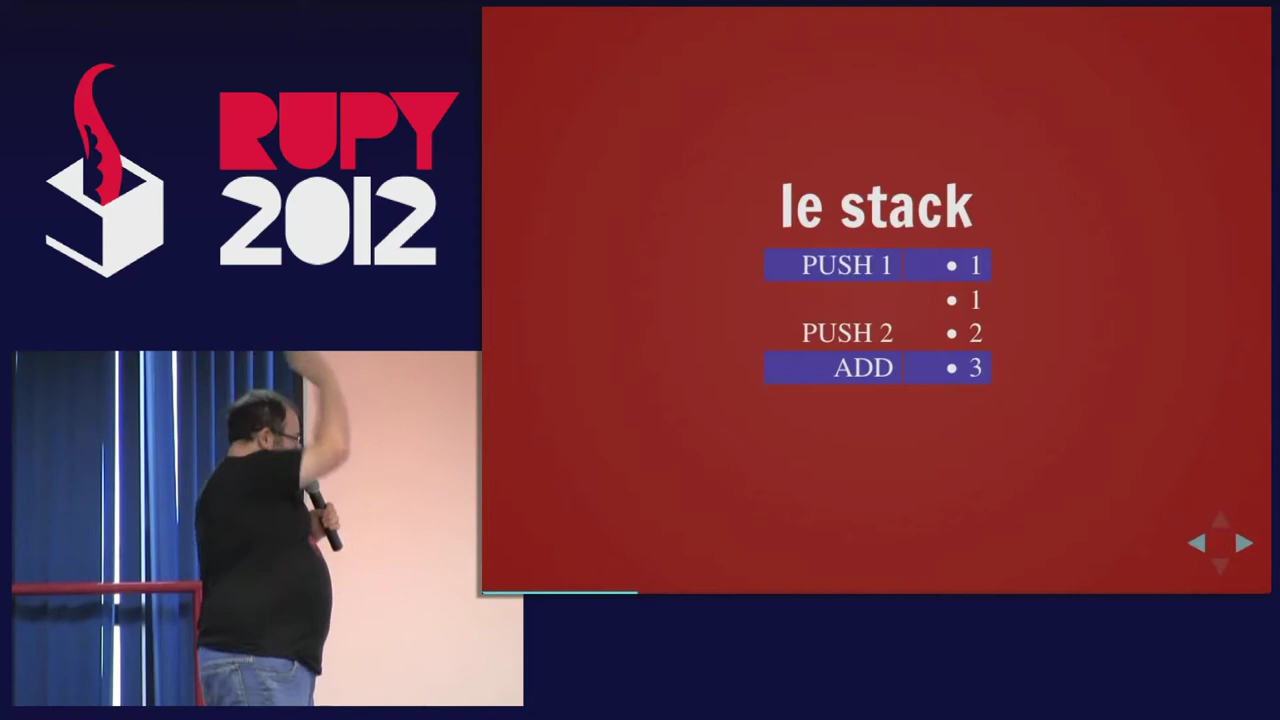 RUPY
2012
le stack
PUSH 1 • 1
• 1
PUSH 2 • 2
ADD • 3